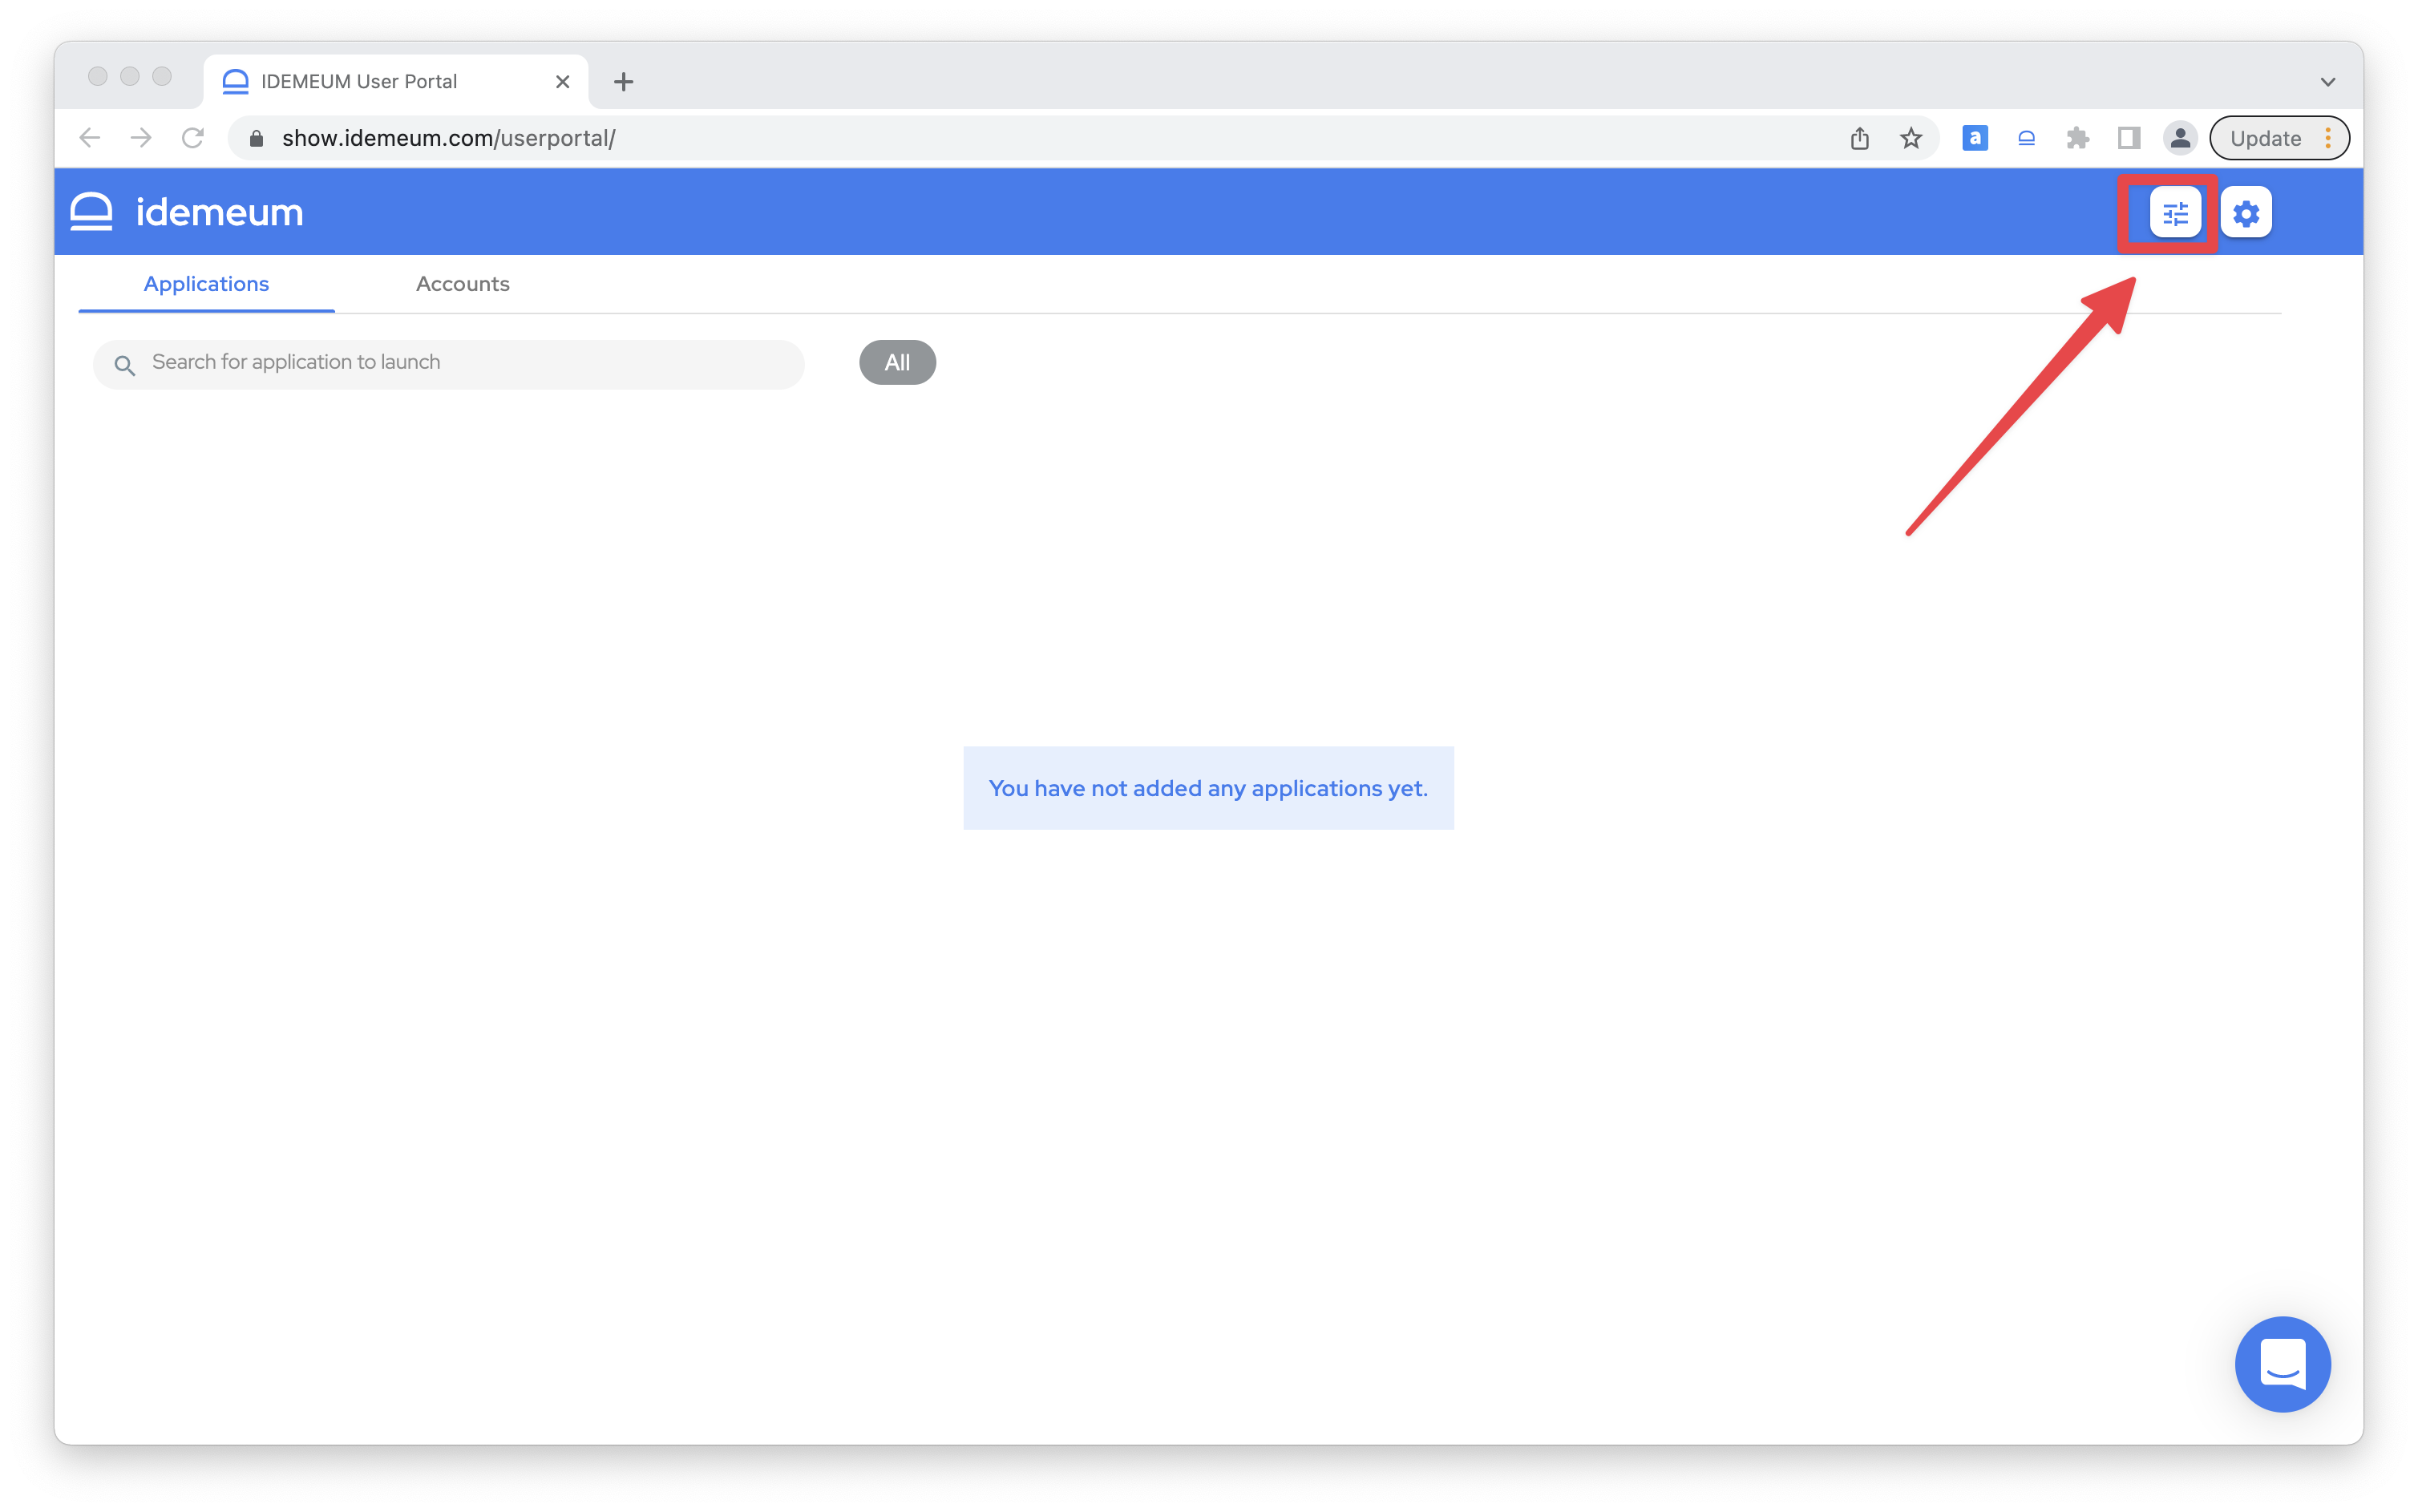 IDEMEUM User Portal
show.idemeum.com/userportal/
a
Update
idemeum
Applications
Accounts
Search for application to launch
All
You have not added any applications yet.